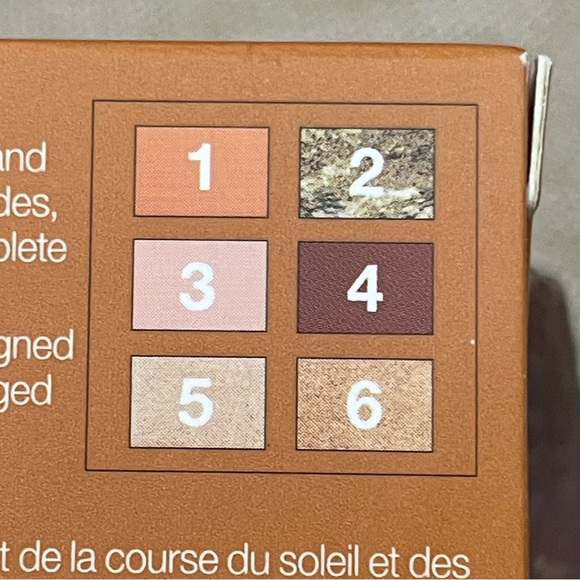 and
des,
plete
gned
ged
1 2
3 4
5 6
t de la course du soleil et des